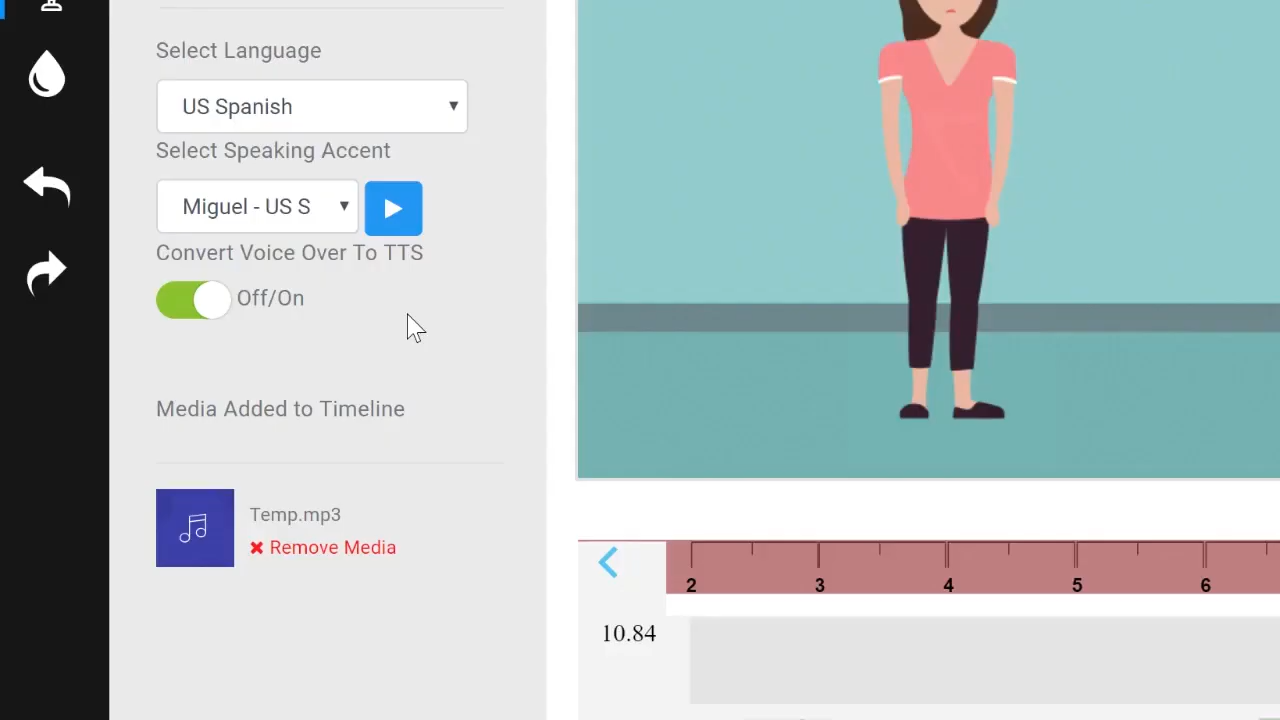 Select Language
US Spanish
Select Speaking Accent
Miguel - US S
Convert Voice Over To TTS
Off/On
Media Added to Timeline
Temp.mp3
✖ Remove Media
2 3 4 5 6
10.84